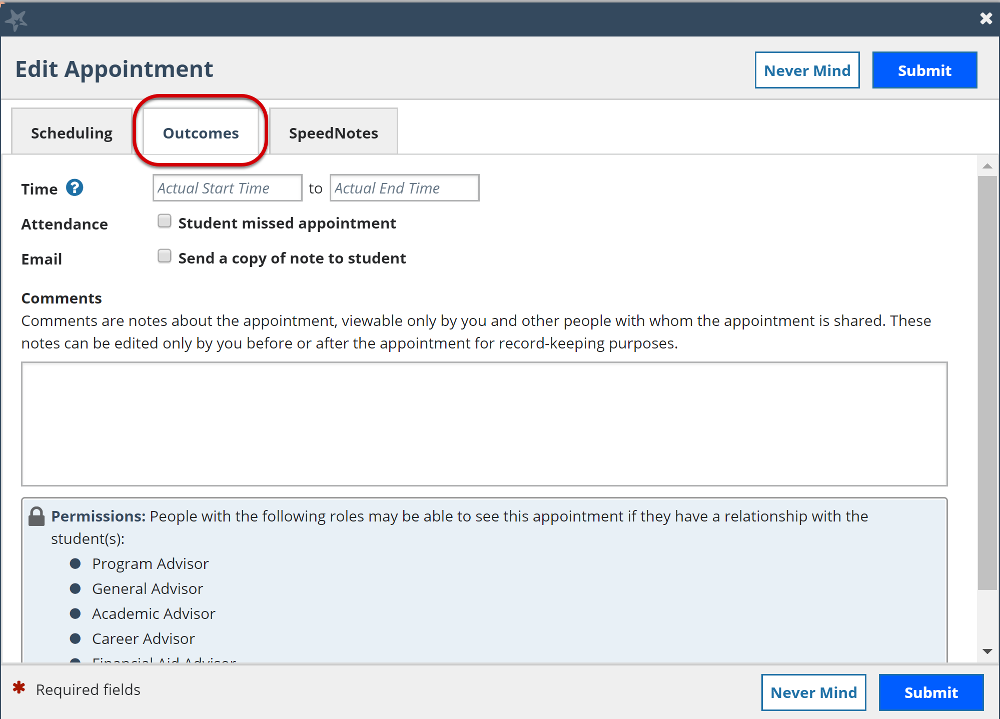 Edit Appointment
Never Mind
Submit
Scheduling
Outcomes
SpeedNotes
Time ?
Actual Start Time to Actual End Time
Attendance
Student missed appointment
Email
Send a copy of note to student
Comments
Comments are notes about the appointment, viewable only by you and other people with whom the appointment is shared. These
notes can be edited only by you before or after the appointment for record-keeping purposes.
Permissions: People with the following roles may be able to see this appointment if they have a relationship with the
student(s):
Program Advisor
General Advisor
Academic Advisor
Career Advisor
Financial Aid Advisor
* Required fields
Never Mind
Submit